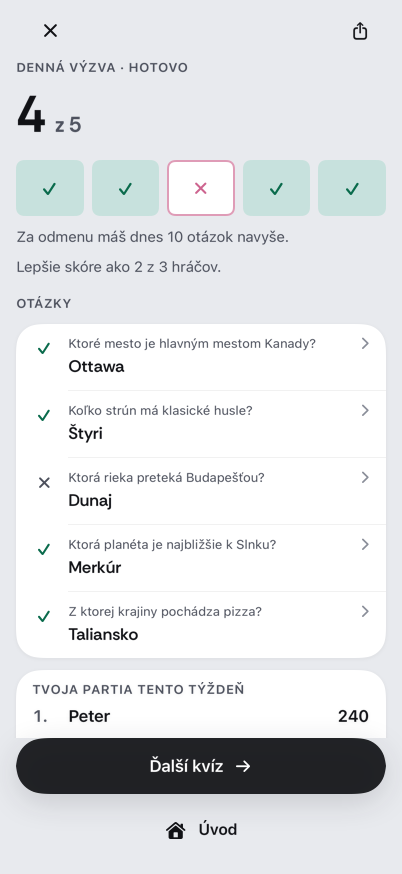 DENNÁ VÝZVA · HOTOVO
4 z 5
Za odmenu máš dnes 10 otázok navyše.
Lepšie skóre ako 2 z 3 hráčov.
OTÁZKY
Ktoré mesto je hlavným mestom Kanady?
Ottawa
Koľko strún má klasické husle?
Štyri
Ktorá rieka preteká Budapešťou?
Dunaj
Ktorá planéta je najbližšie k Slnku?
Merkúr
Z ktorej krajiny pochádza pizza?
Taliansko
TVOJA PARTIA TENTO TÝŽDEŇ
1. Peter 240
Ďalší kvíz
Úvod